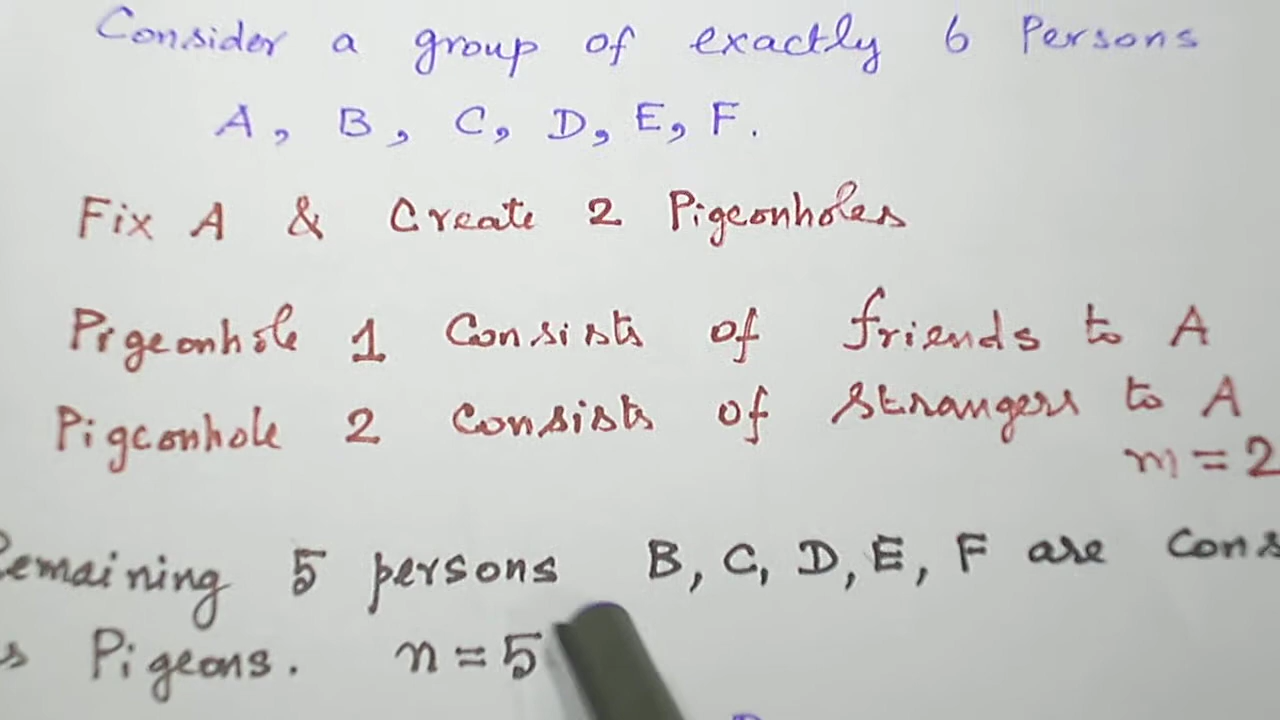 Consider a group of exactly 6 Persons
A, B, C, D, E, F.
Fix A & Create 2 Pigeonholes
Pigeonhole 1 Consists of friends to A
Pigeonhole 2 Consists of Strangers to A
m = 2
Remaining 5 persons B, C, D, E, F are Cons
s Pigeons. n = 5